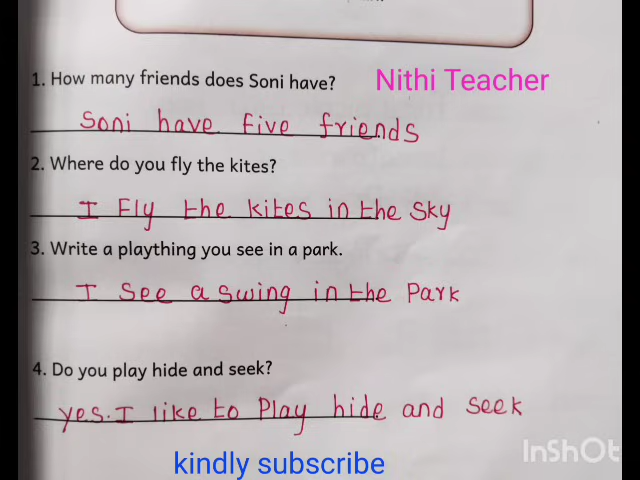 1. How many friends does Soni have?
Nithi Teacher
Soni have Five friends
2. Where do you fly the kites?
I Fly the kites in the Sky
3. Write a plaything you see in a park.
I See a swing in the Park
4. Do you play hide and seek?
yes. I like to Play hide and seek
kindly subscribe
InShOt